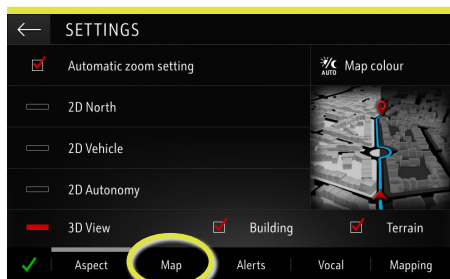 SETTINGS
Automatic zoom setting
AUTO Map colour
2D North
2D Vehicle
2D Autonomy
3D View Building Terrain
Aspect Map Alerts Vocal Mapping